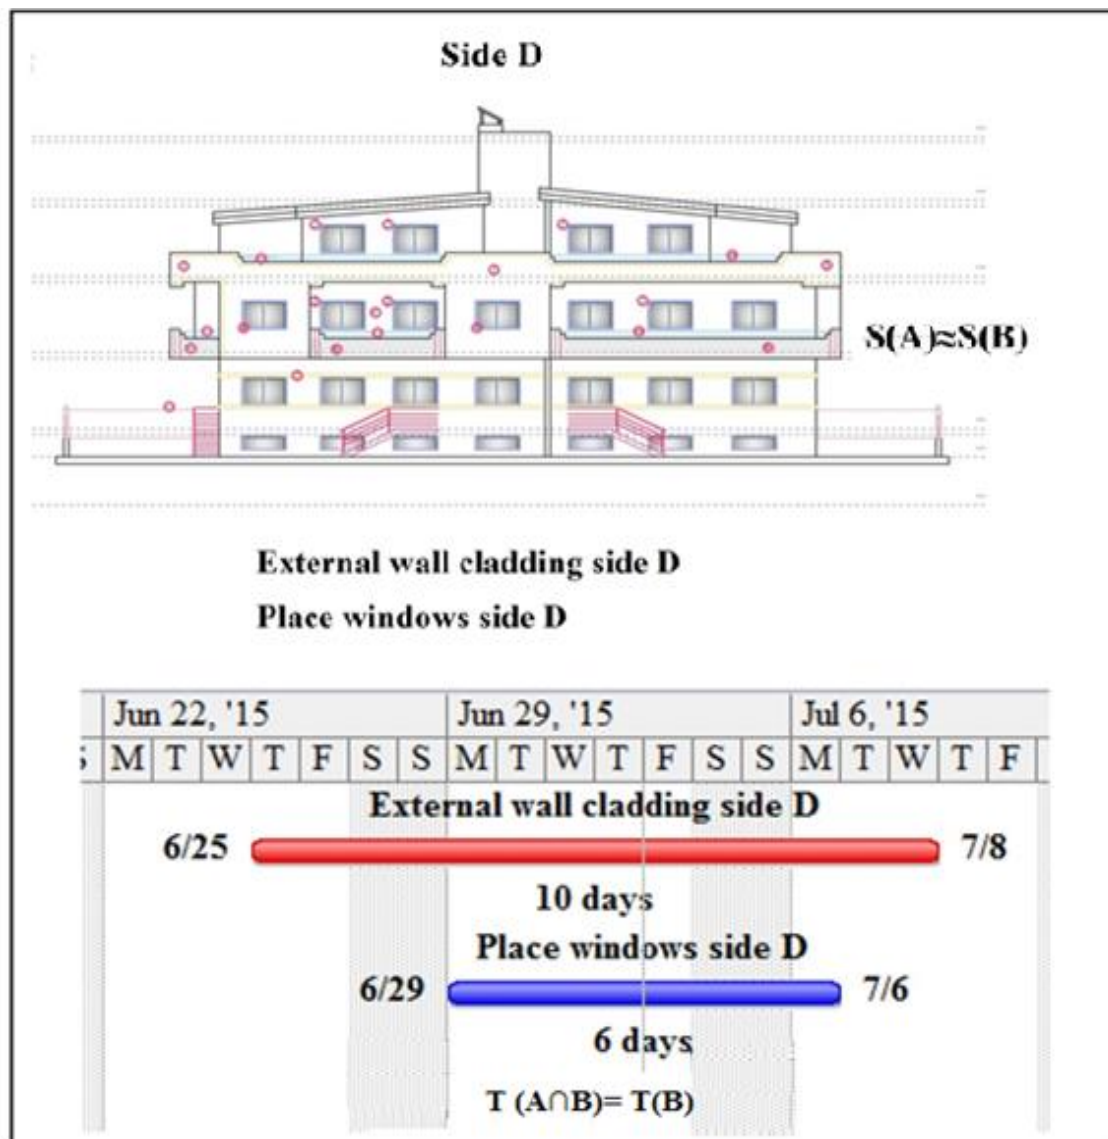 Side D
S(A)≈S(B)
External wall cladding side D
Place windows side D
Jun 22, '15 Jun 29, '15 Jul 6, '15
S M T W T F S S M T W T F S S M T W T F
External wall cladding side D
6/25 7/8
10 days
Place windows side D
6/29 7/6
6 days
T (A∩B)= T(B)